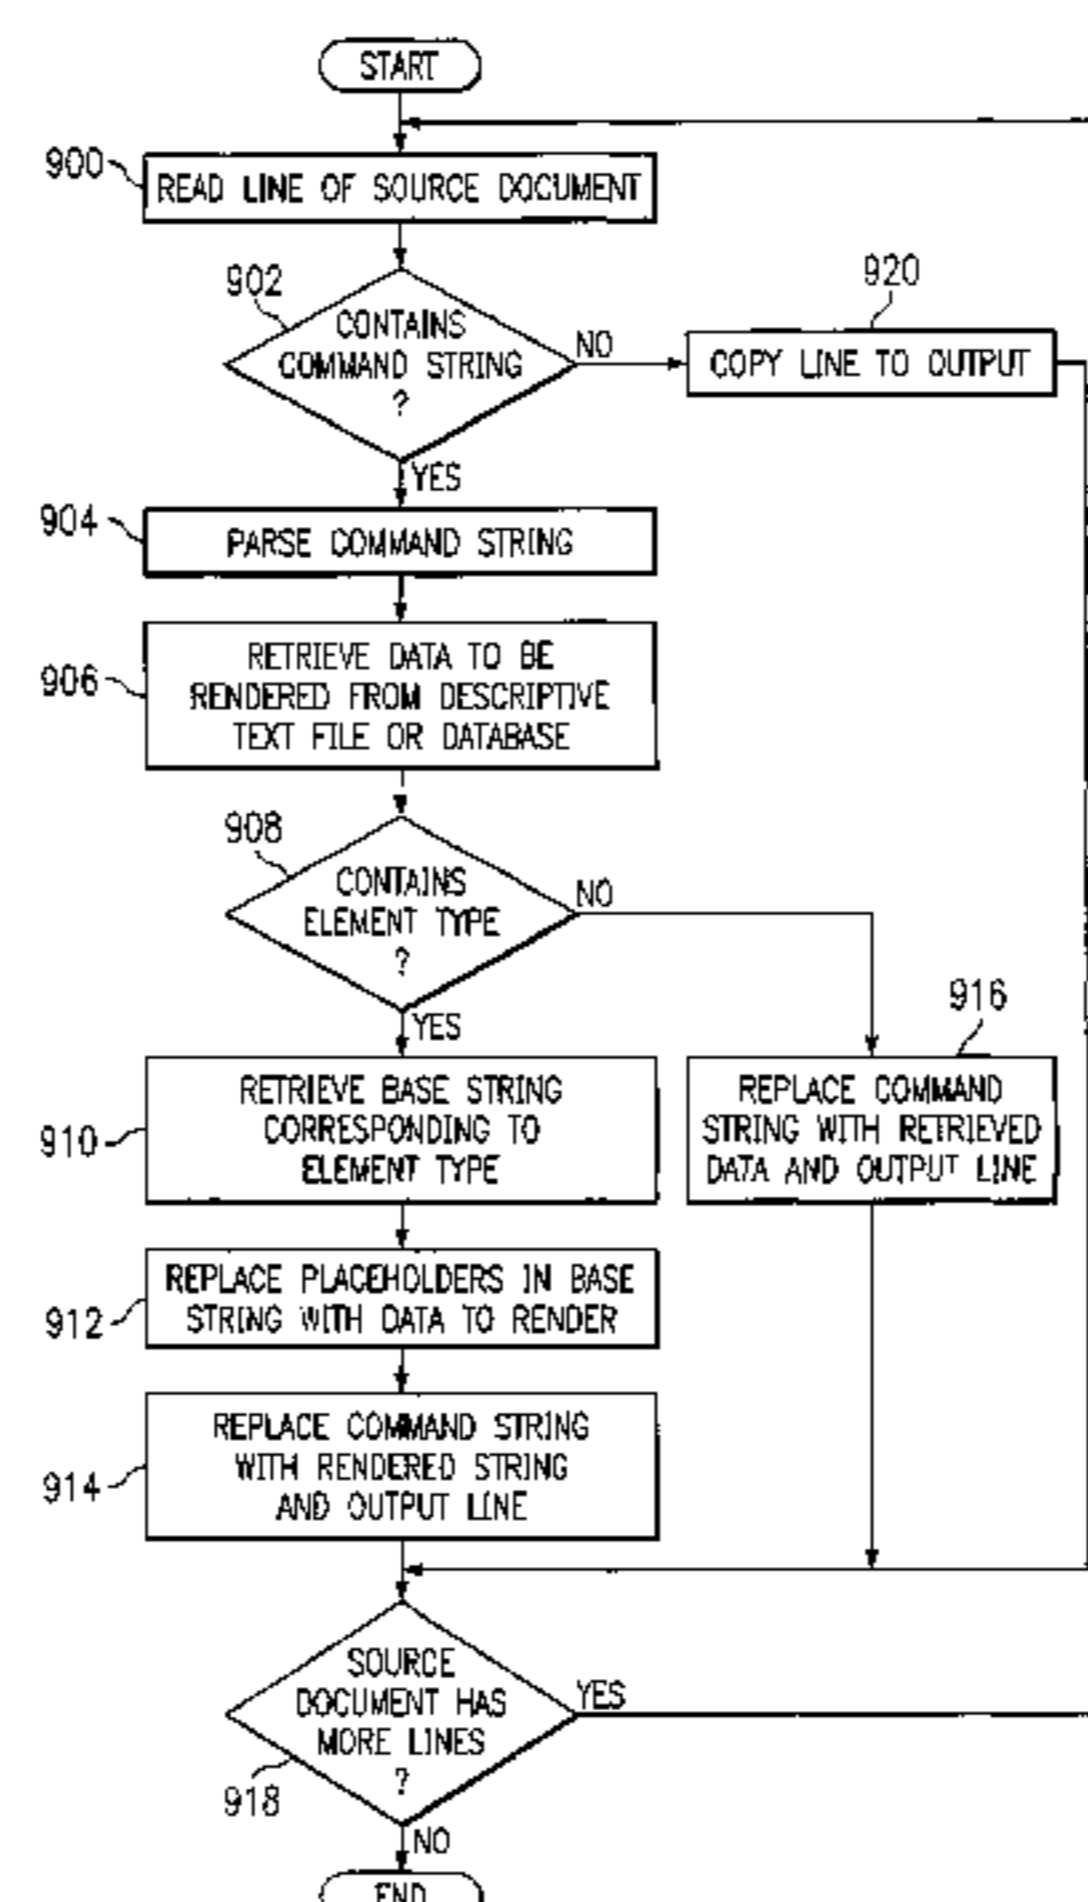 START
900
READ LINE OF SOURCE DOCUMENT
902
CONTAINS
COMMAND STRING
?
NO
920
COPY LINE TO OUTPUT
YES
904
PARSE COMMAND STRING
906
RETRIEVE DATA TO BE
RENDERED FROM DESCRIPTIVE
TEXT FILE OR DATABASE
908
CONTAINS
ELEMENT TYPE
?
NO
YES
916
REPLACE COMMAND
STRING WITH RETRIEVED
DATA AND OUTPUT LINE
910
RETRIEVE BASE STRING
CORRESPONDING TO
ELEMENT TYPE
912
REPLACE PLACEHOLDERS IN BASE
STRING WITH DATA TO RENDER
914
REPLACE COMMAND STRING
WITH RENDERED STRING
AND OUTPUT LINE
SOURCE
DOCUMENT HAS
MORE LINES
?
YES
918
NO
END